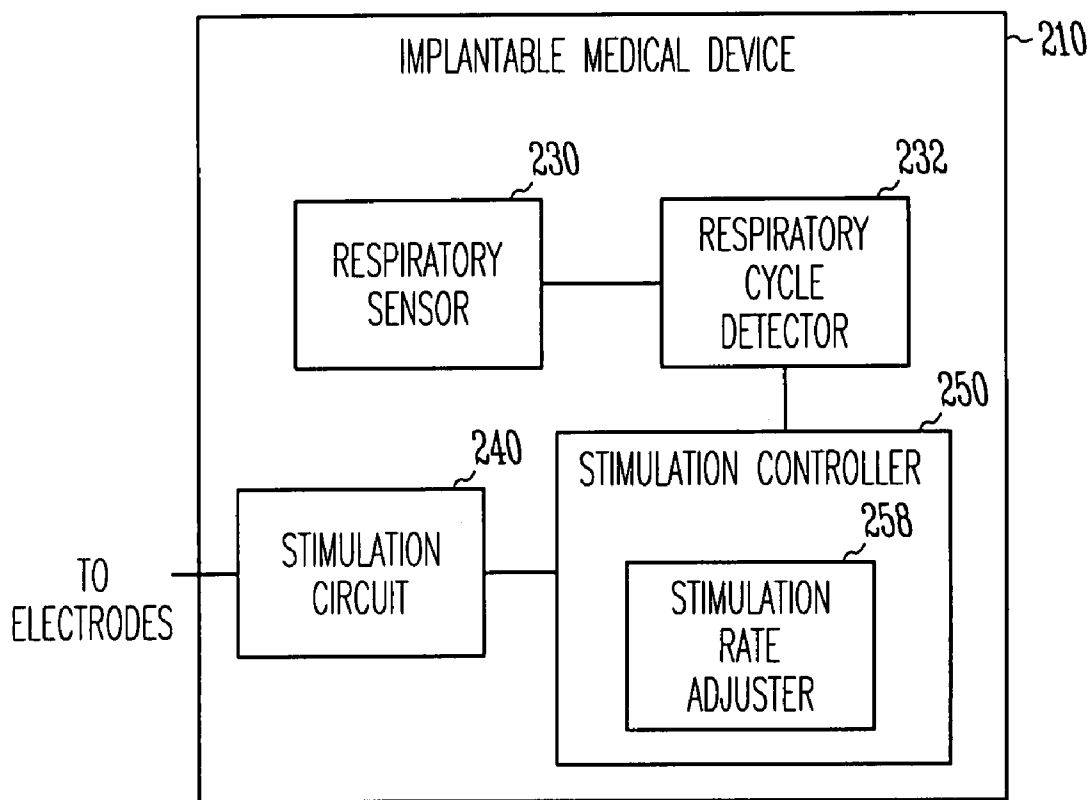 210
IMPLANTABLE MEDICAL DEVICE
230
RESPIRATORY
SENSOR
232
RESPIRATORY
CYCLE
DETECTOR
250
STIMULATION CONTROLLER
240
STIMULATION
CIRCUIT
258
STIMULATION
RATE
ADJUSTER
TO
ELECTRODES